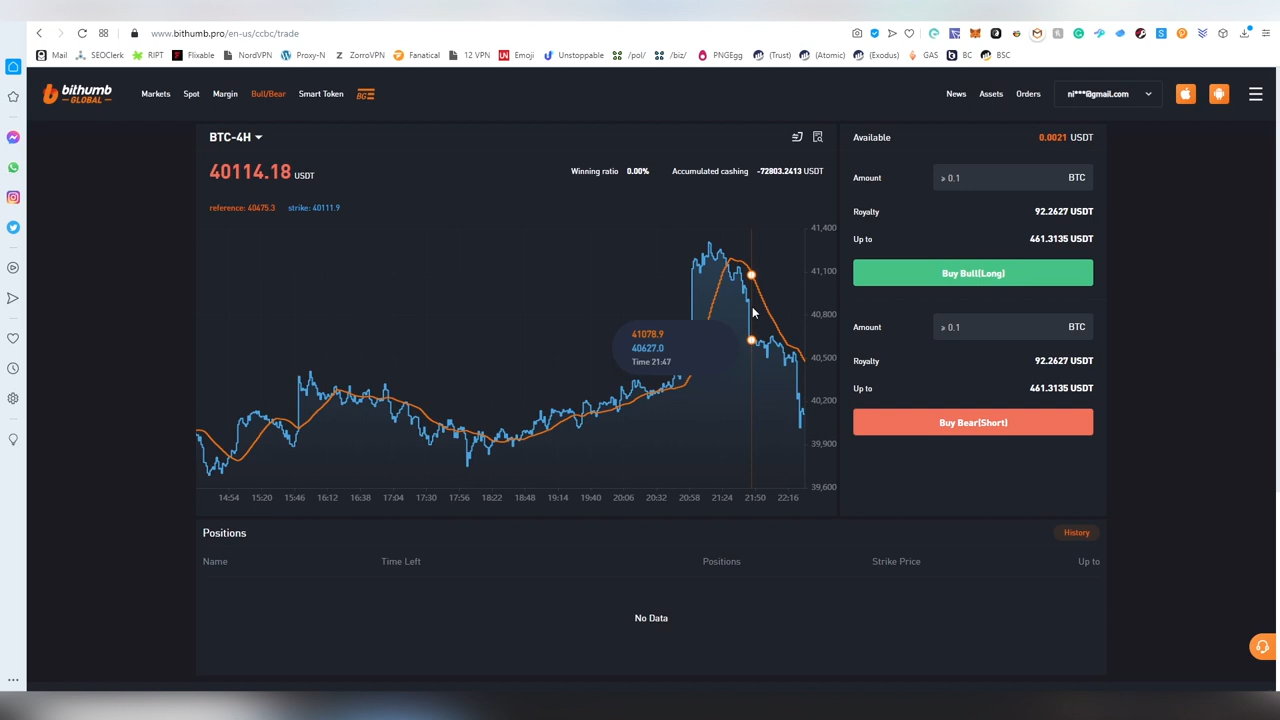 www.bithumb.pro/en-us/ccbc/trade
Mail SEOClerk RIPT Flixable NordVPN Proxy-N ZorroVPN Fanatical 12 VPN Emoji Unstoppable /pol/ /biz/ PNGEgg (Trust) (Atomic) (Exodus) GAS BC BSC
bithumb GLOBAL Markets Spot Margin Bull/Bear Smart Token BG News Assets Orders ni***@gmail.com
BTC-4H
Available 0.0021 USDT
40114.18 USDT
Winning ratio 0.00% Accumulated cashing -72803.2413 USDT
Amount ≥ 0.1 BTC
reference: 40475.3 strike: 40111.9
Royalty 92.2627 USDT
Up to 461.3135 USDT
Buy Bull(Long)
Amount ≥ 0.1 BTC
Royalty 92.2627 USDT
Up to 461.3135 USDT
Buy Bear(Short)
41,400
41,100
40,800
40,500
40,200
39,900
39,600
41078.9
40627.0
Time 21:47
14:54 15:20 15:46 16:12 16:38 17:04 17:30 17:56 18:22 18:48 19:14 19:40 20:06 20:32 20:58 21:24 21:50 22:16
Positions History
Name Time Left Positions Strike Price Up to
No Data